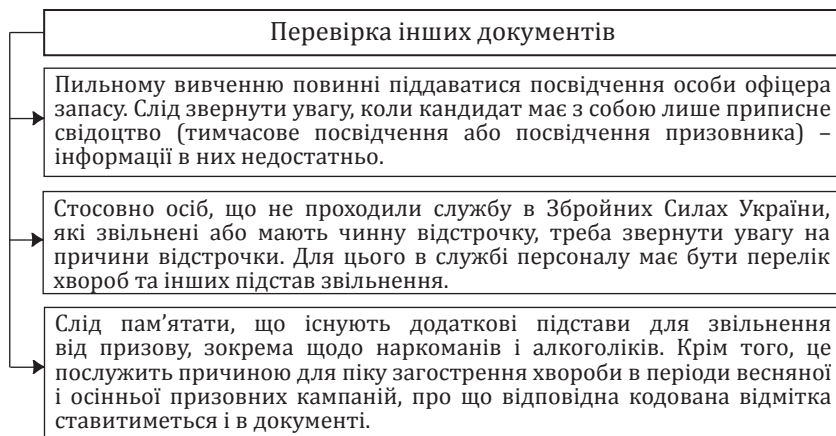 Перевірка інших документів
Пильному вивченню повинні піддаватися посвідчення особи офіцера
запасу. Слід звернути увагу, коли кандидат має з собою лише приписне
свідоцтво (тимчасове посвідчення або посвідчення призовника) –
інформації в них недостатньо.
Стосовно осіб, що не проходили службу в Збройних Силах України,
які звільнені або мають чинну відстрочку, треба звернути увагу на
причини відстрочки. Для цього в службі персоналу має бути перелік
хвороб та інших підстав звільнення.
Слід пам’ятати, що існують додаткові підстави для звільнення
від призову, зокрема щодо наркоманів і алкоголіків. Крім того, це
послужить причиною для піку загострення хвороби в періоди весняної
і осінньої призовних кампаній, про що відповідна кодована відмітка
ставитиметься і в документі.